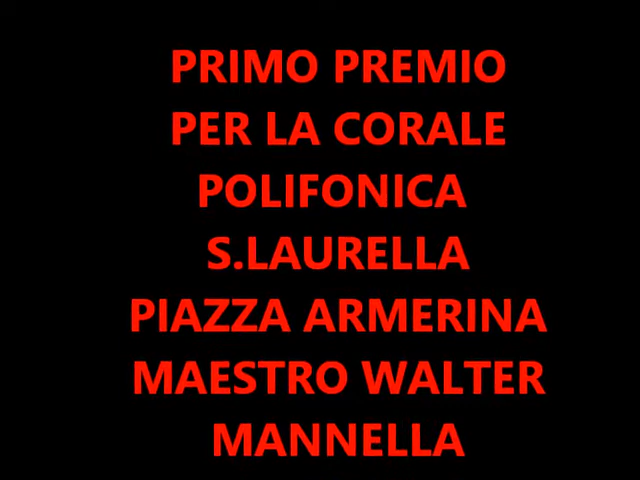 PRIMO PREMIO
PER LA CORALE
POLIFONICA
S.LAURELLA
PIAZZA ARMERINA
MAESTRO WALTER
MANNELLA